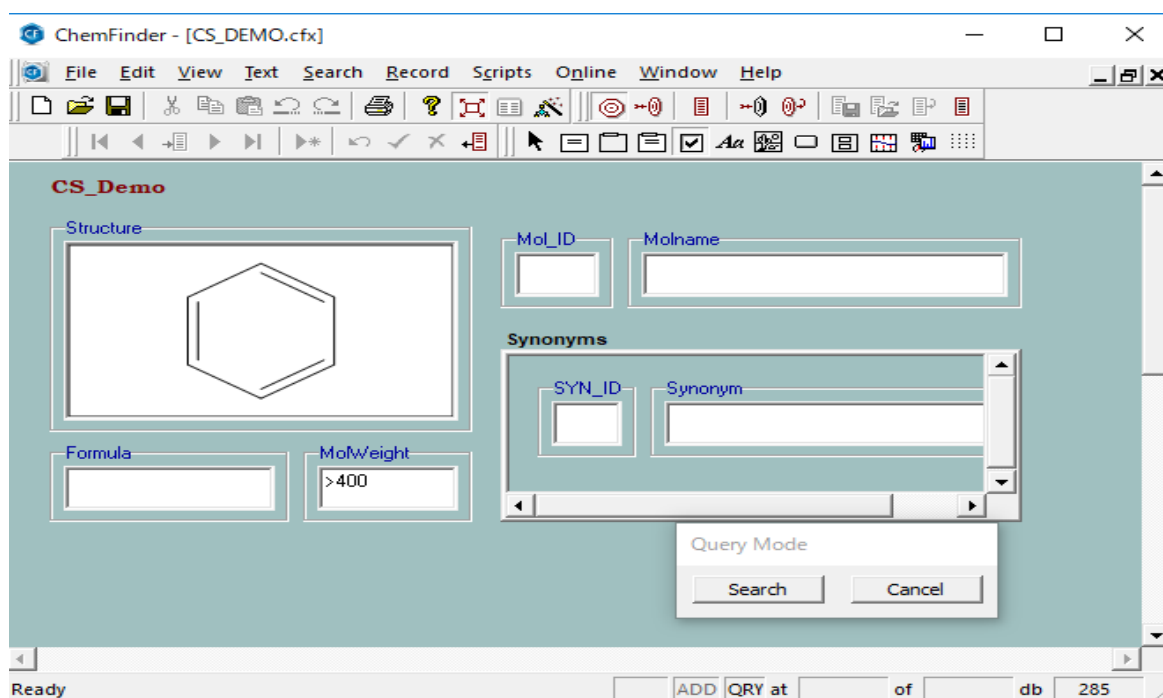 ChemFinder - [CS_DEMO.cfx]
File Edit View Text Search Record Scripts Online Window Help
Aa
CS_Demo
Structure
Mol_ID
Molname
Synonyms
SYN_ID
Synonym
Formula
MolWeight
>400
Query Mode
Search Cancel
Ready ADD QRY at of db 285